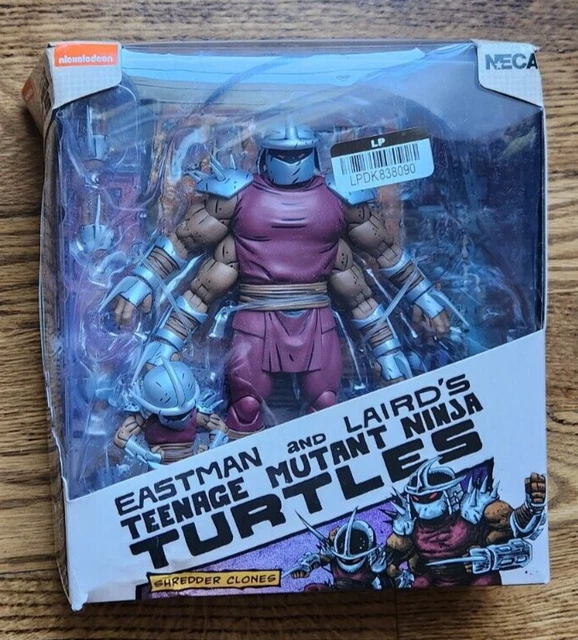 nickelodeon
NECA
LP
LPDK838090
EASTMAN AND LAIRD'S
TEENAGE MUTANT NINJA
TURTLES
SHREDDER CLONES